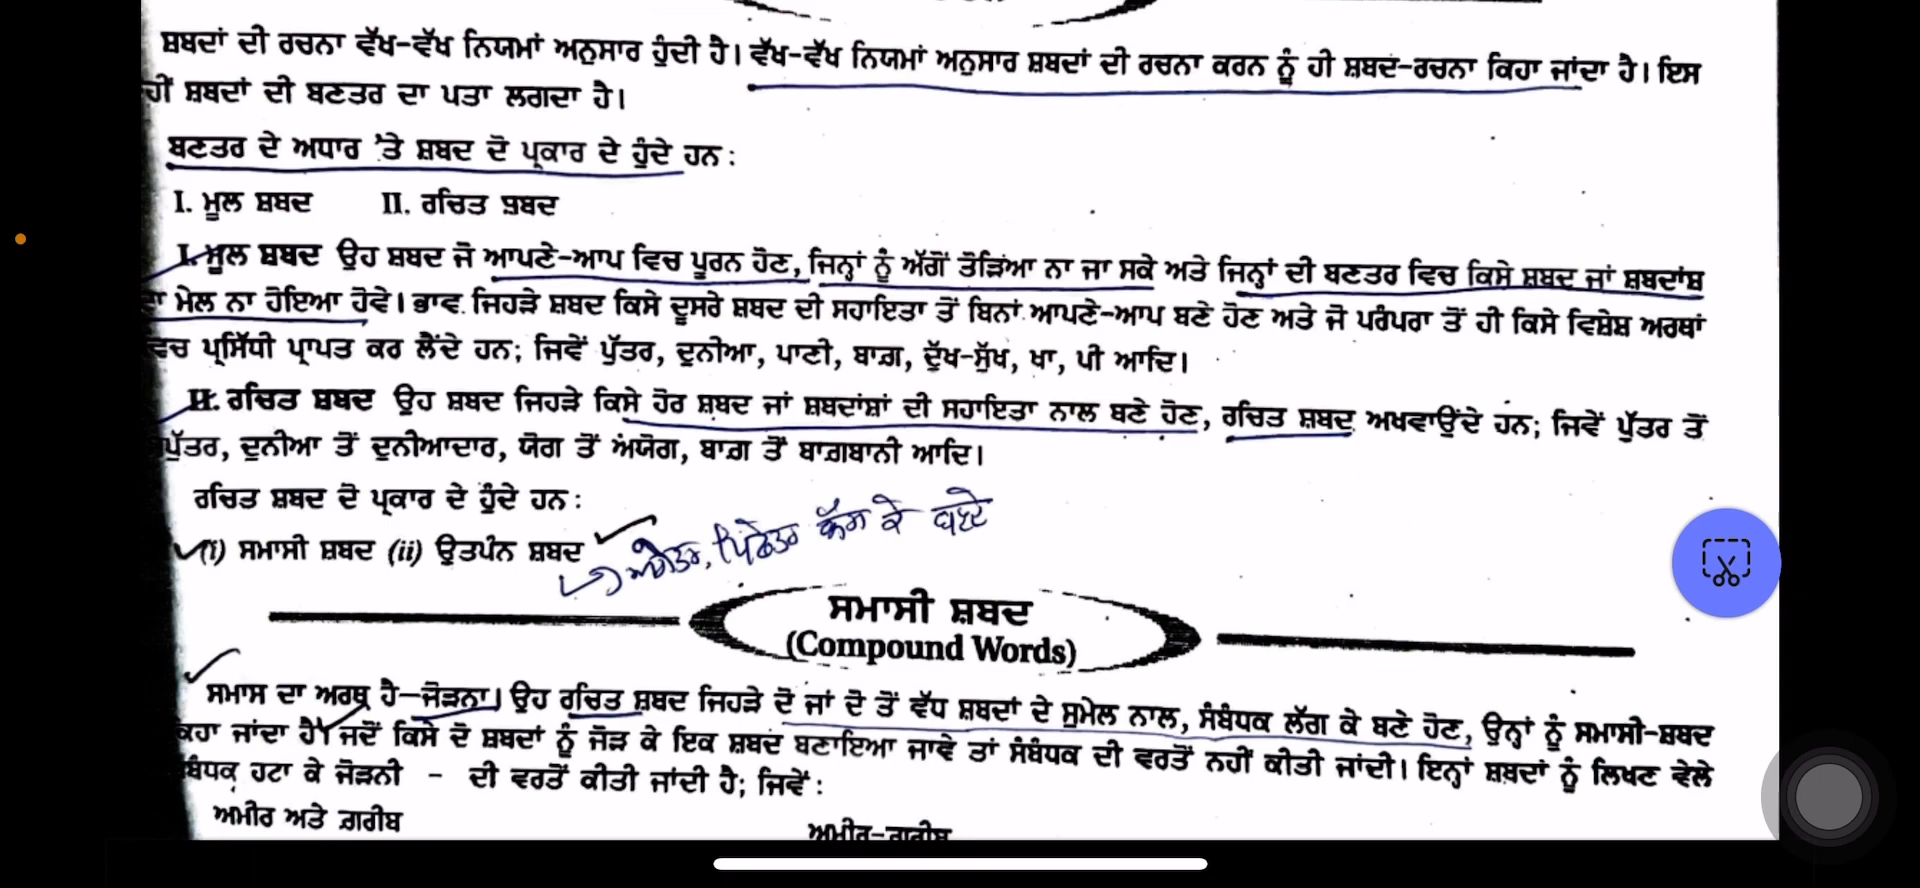 ਸ਼ਬਦਾਂ ਦੀ ਰਚਨਾ ਵੱਖ-ਵੱਖ ਨਿਯਮਾਂ ਅਨੁਸਾਰ ਹੁੰਦੀ ਹੈ। ਵੱਖ-ਵੱਖ ਨਿਯਮਾਂ ਅਨੁਸਾਰ ਸ਼ਬਦਾਂ ਦੀ ਰਚਨਾ ਕਰਨ ਨੂੰ ਹੀ ਸ਼ਬਦ-ਰਚਨਾ ਕਿਹਾ ਜਾਂਦਾ ਹੈ। ਇਸ
ਹੀਂ ਸ਼ਬਦਾਂ ਦੀ ਬਣਤਰ ਦਾ ਪਤਾ ਲਗਦਾ ਹੈ।
ਬਣਤਰ ਦੇ ਅਧਾਰ 'ਤੇ ਸ਼ਬਦ ਦੋ ਪ੍ਰਕਾਰ ਦੇ ਹੁੰਦੇ ਹਨ :
I. ਮੂਲ ਸ਼ਬਦ II. ਰਚਿਤ ਸ਼ਬਦ
I. ਮੂਲ ਸ਼ਬਦ ਉਹ ਸ਼ਬਦ ਜੋ ਆਪਣੇ-ਆਪ ਵਿਚ ਪੂਰਨ ਹੋਣ, ਜਿਨ੍ਹਾਂ ਨੂੰ ਅੱਗੋਂ ਤੋੜਿਆ ਨਾ ਜਾ ਸਕੇ ਅਤੇ ਜਿਨ੍ਹਾਂ ਦੀ ਬਣਤਰ ਵਿਚ ਕਿਸੇ ਸ਼ਬਦ ਜਾਂ ਸ਼ਬਦਾਂਸ਼
ਦਾ ਮੇਲ ਨਾ ਹੋਇਆ ਹੋਵੇ। ਭਾਵ ਜਿਹੜੇ ਸ਼ਬਦ ਕਿਸੇ ਦੂਸਰੇ ਸ਼ਬਦ ਦੀ ਸਹਾਇਤਾ ਤੋਂ ਬਿਨਾਂ ਆਪਣੇ-ਆਪ ਬਣੇ ਹੋਣ ਅਤੇ ਜੋ ਪਰੰਪਰਾ ਤੋਂ ਹੀ ਕਿਸੇ ਵਿਸ਼ੇਸ਼ ਅਰਥਾਂ
ਵਿਚ ਪ੍ਰਸਿੱਧੀ ਪ੍ਰਾਪਤ ਕਰ ਲੈਂਦੇ ਹਨ; ਜਿਵੇਂ ਪੁੱਤਰ, ਦੁਨੀਆ, ਪਾਣੀ, ਬਾਗ਼, ਦੁੱਖ-ਸੁੱਖ, ਖਾ, ਪੀ ਆਦਿ।
II. ਰਚਿਤ ਸ਼ਬਦ ਉਹ ਸ਼ਬਦ ਜਿਹੜੇ ਕਿਸੇ ਹੋਰ ਸ਼ਬਦ ਜਾਂ ਸ਼ਬਦਾਂਸ਼ਾਂ ਦੀ ਸਹਾਇਤਾ ਨਾਲ ਬਣੇ ਹੋਣ, ਰਚਿਤ ਸ਼ਬਦ ਅਖਵਾਉਂਦੇ ਹਨ; ਜਿਵੇਂ ਪੁੱਤਰ ਤੋਂ
ਪੁੱਤਰ, ਦੁਨੀਆ ਤੋਂ ਦੁਨੀਆਦਾਰ, ਯੋਗ ਤੋਂ ਅਯੋਗ, ਬਾਗ਼ ਤੋਂ ਬਾਗ਼ਬਾਨੀ ਆਦਿ।
ਰਚਿਤ ਸ਼ਬਦ ਦੋ ਪ੍ਰਕਾਰ ਦੇ ਹੁੰਦੇ ਹਨ :
(i) ਸਮਾਸੀ ਸ਼ਬਦ (ii) ਉਤਪੰਨ ਸ਼ਬਦ
ਅਗੇਤਰ, ਪਿਛੇਤਰ ਲੱਗ ਕੇ ਬਣਦੇ
ਸਮਾਸੀ ਸ਼ਬਦ
(Compound Words)
ਸਮਾਸ ਦਾ ਅਰਥ ਹੈ—ਜੋੜਨਾ। ਉਹ ਰਚਿਤ ਸ਼ਬਦ ਜਿਹੜੇ ਦੋ ਜਾਂ ਦੋ ਤੋਂ ਵੱਧ ਸ਼ਬਦਾਂ ਦੇ ਸੁਮੇਲ ਨਾਲ, ਸੰਬੰਧਕ ਲੱਗ ਕੇ ਬਣੇ ਹੋਣ, ਉਨ੍ਹਾਂ ਨੂੰ ਸਮਾਸੀ-ਸ਼ਬਦ
ਕਿਹਾ ਜਾਂਦਾ ਹੈ। ਜਦੋਂ ਕਿਸੇ ਦੋ ਸ਼ਬਦਾਂ ਨੂੰ ਜੋੜ ਕੇ ਇਕ ਸ਼ਬਦ ਬਣਾਇਆ ਜਾਵੇ ਤਾਂ ਸੰਬੰਧਕ ਦੀ ਵਰਤੋਂ ਨਹੀਂ ਕੀਤੀ ਜਾਂਦੀ। ਇਨ੍ਹਾਂ ਸ਼ਬਦਾਂ ਨੂੰ ਲਿਖਣ ਵੇਲੇ
ਬੰਧਕ ਹਟਾ ਕੇ ਜੋੜਨੀ - ਦੀ ਵਰਤੋਂ ਕੀਤੀ ਜਾਂਦੀ ਹੈ; ਜਿਵੇਂ :
ਅਮੀਰ ਅਤੇ ਗ਼ਰੀਬ ਅਮੀਰ-ਗ਼ਰੀਬ